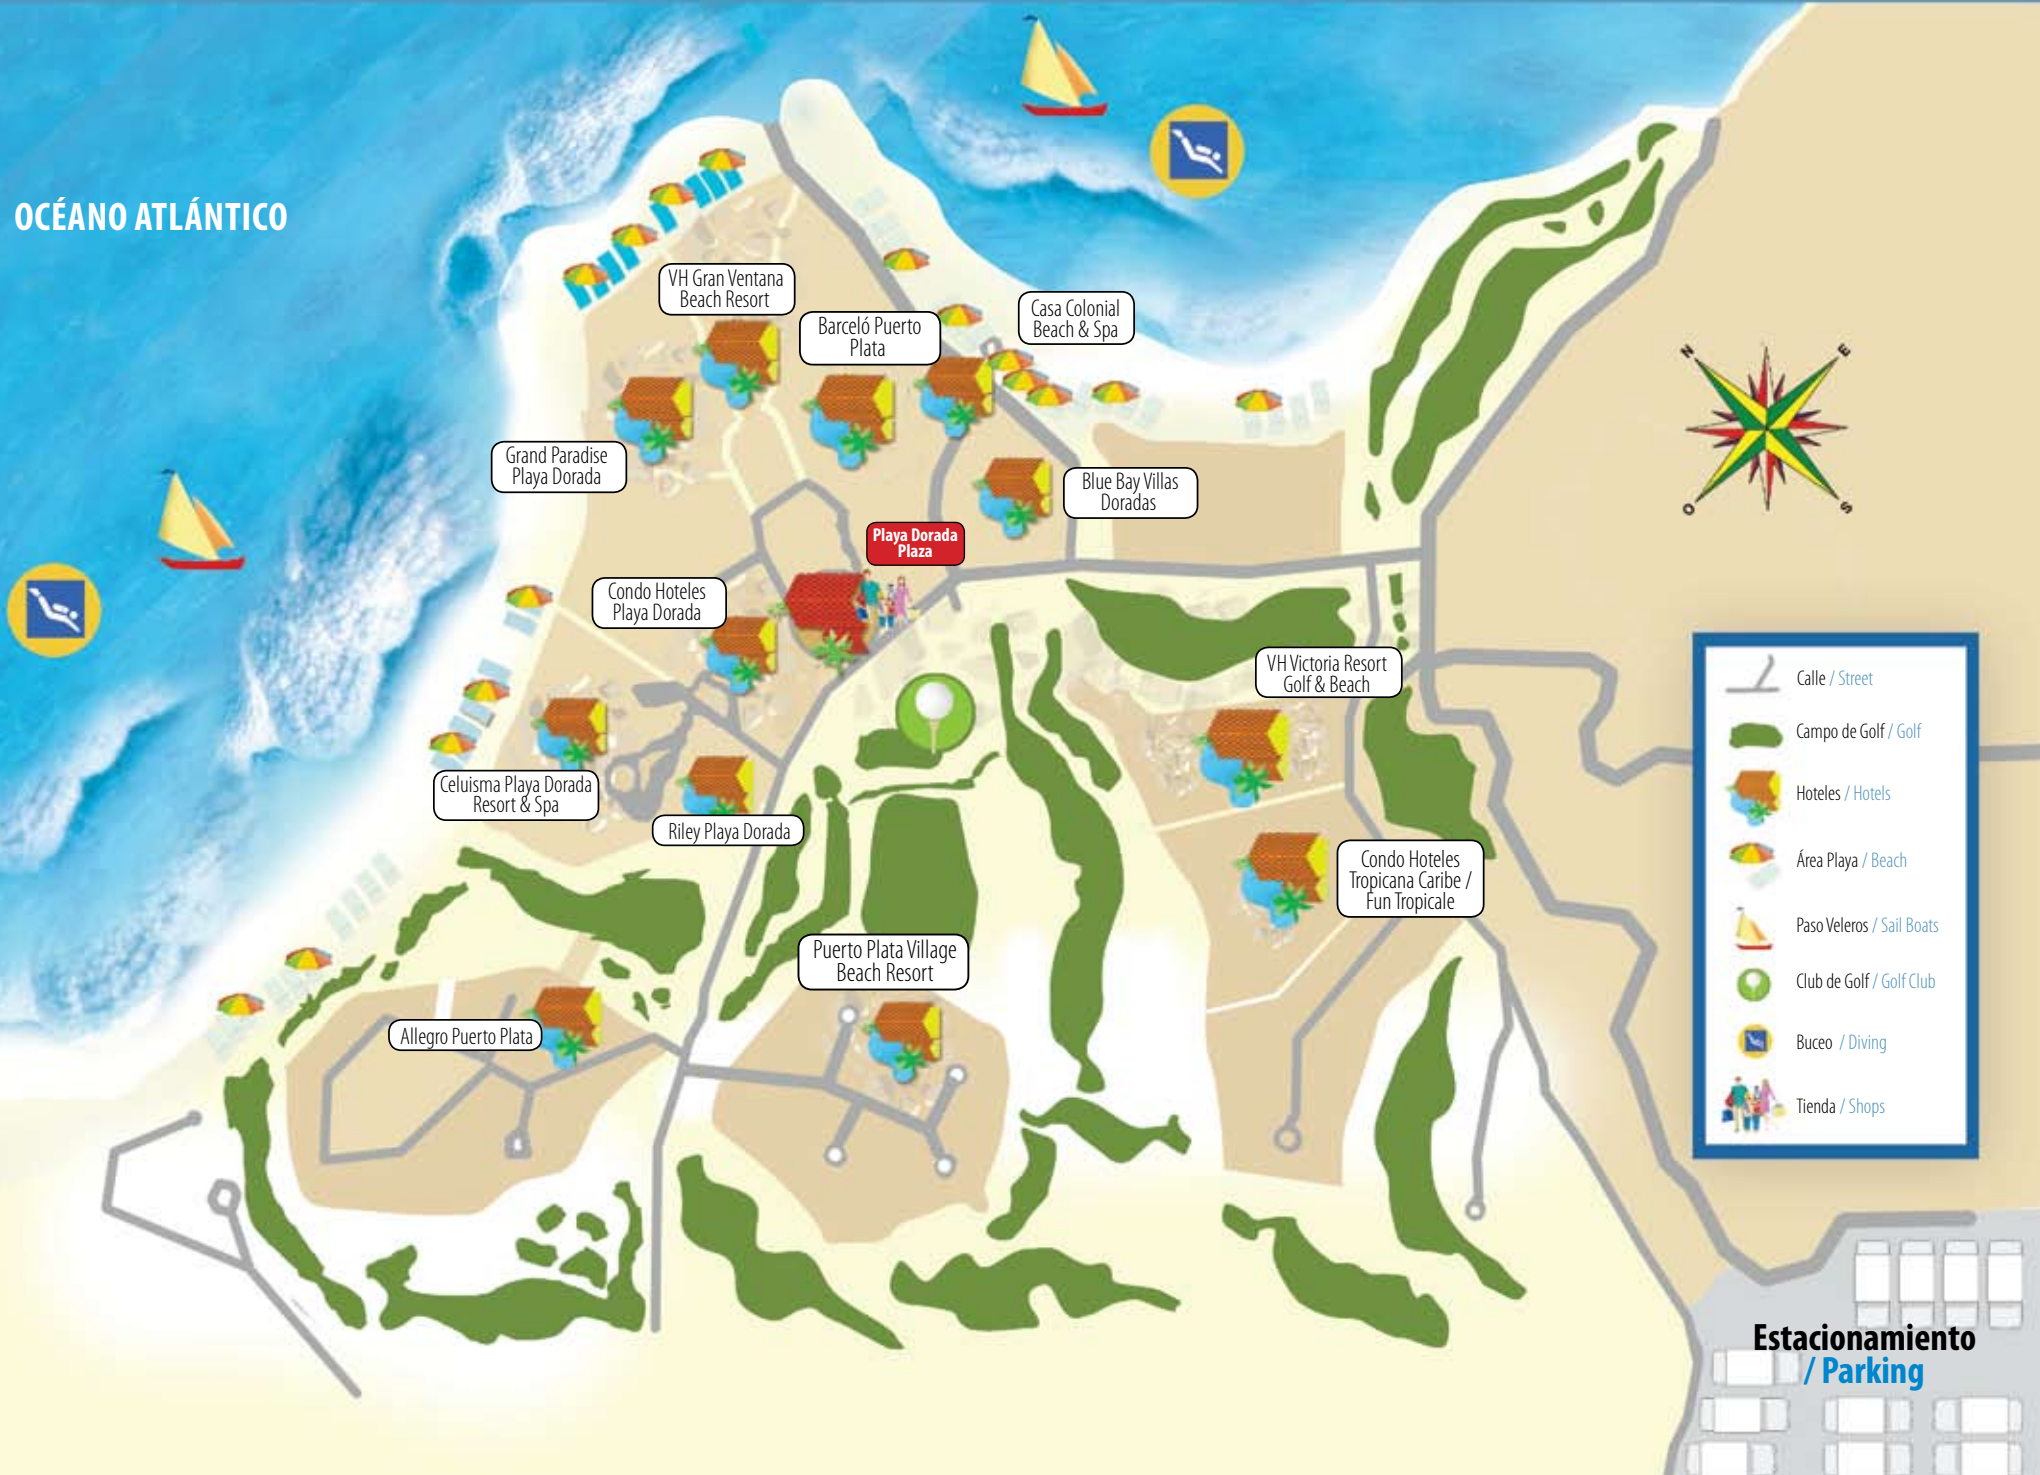 OCÉANO ATLÁNTICO
VH Gran Ventana
Beach Resort
Barceló Puerto
Plata
Casa Colonial
Beach & Spa
Grand Paradise
Playa Dorada
Blue Bay Villas
Doradas
Playa Dorada
Plaza
Condo Hoteles
Playa Dorada
VH Victoria Resort
Golf & Beach
Celuisma Playa Dorada
Resort & Spa
Riley Playa Dorada
Condo Hoteles
Tropicana Caribe /
Fun Tropicale
Puerto Plata Village
Beach Resort
Allegro Puerto Plata
N
E
O
S
Calle / Street
Campo de Golf / Golf
Hoteles / Hotels
Área Playa / Beach
Paso Veleros / Sail Boats
Club de Golf / Golf Club
Buceo / Diving
Tienda / Shops
Estacionamiento
/ Parking